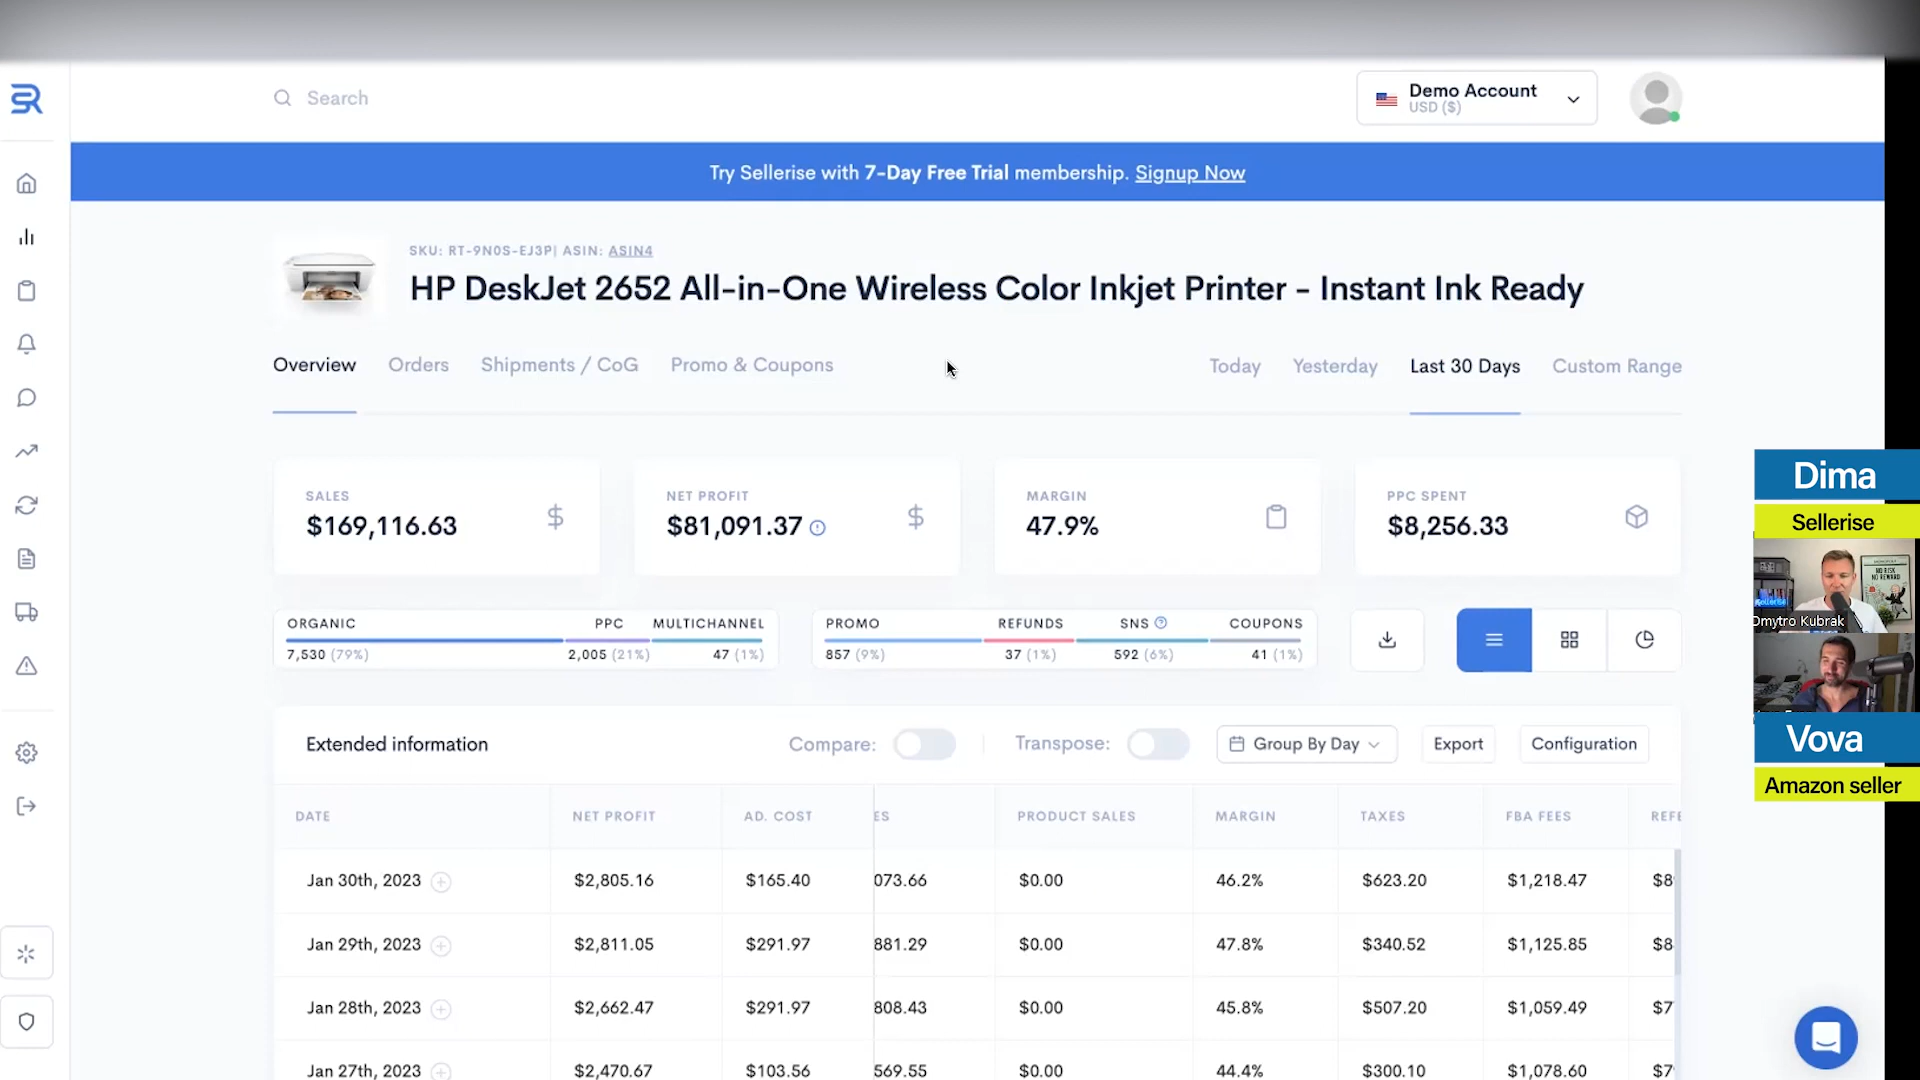 Search
Demo Account
USD ($)
Try Sellerise with 7-Day Free Trial membership. Signup Now
SKU: RT-9N0S-EJ3P| ASIN: ASIN4
HP DeskJet 2652 All-in-One Wireless Color Inkjet Printer - Instant Ink Ready
Overview Orders Shipments / CoG Promo & Coupons Today Yesterday Last 30 Days Custom Range
SALES NET PROFIT MARGIN PPC SPENT
$169,116.63 $81,091.37 47.9% $8,256.33
ORGANIC PPC MULTICHANNEL PROMO REFUNDS SNS COUPONS
7,530 (79%) 2,005 (21%) 47 (1%) 857 (9%) 37 (1%) 592 (6%) 41 (1%)
Extended information Compare: Transpose: Group By Day Export Configuration
DATE NET PROFIT AD. COST ES PRODUCT SALES MARGIN TAXES FBA FEES REFE
Jan 30th, 2023 $2,805.16 $165.40 073.66 $0.00 46.2% $623.20 $1,218.47 $8
Jan 29th, 2023 $2,811.05 $291.97 881.29 $0.00 47.8% $340.52 $1,125.85 $8
Jan 28th, 2023 $2,662.47 $291.97 808.43 $0.00 45.8% $507.20 $1,059.49 $7
Jan 27th, 2023 $2,470.67 $103.56 569.55 $0.00 44.4% $300.10 $1,078.60 $7
Dima
Sellerise
NO RISK
NO REWARD
Sellerise
Dmytro Kubrak
Vova
Amazon seller